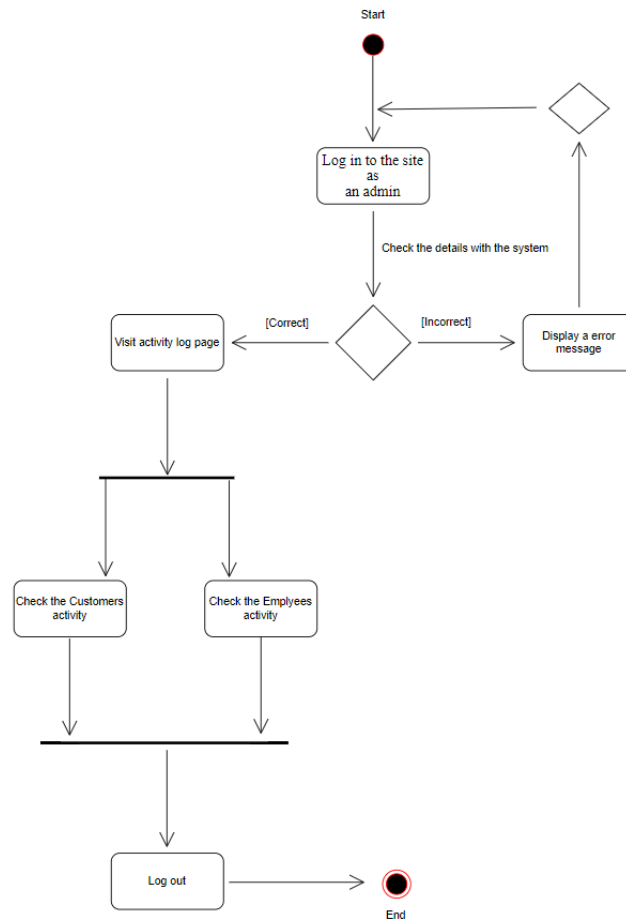 Start
Log in to the site
as
an admin
Check the details with the system
[Correct]
[Incorrect]
Visit activity log page
Display a error
message
Check the Customers
activity
Check the Emplyees
activity
Log out
End